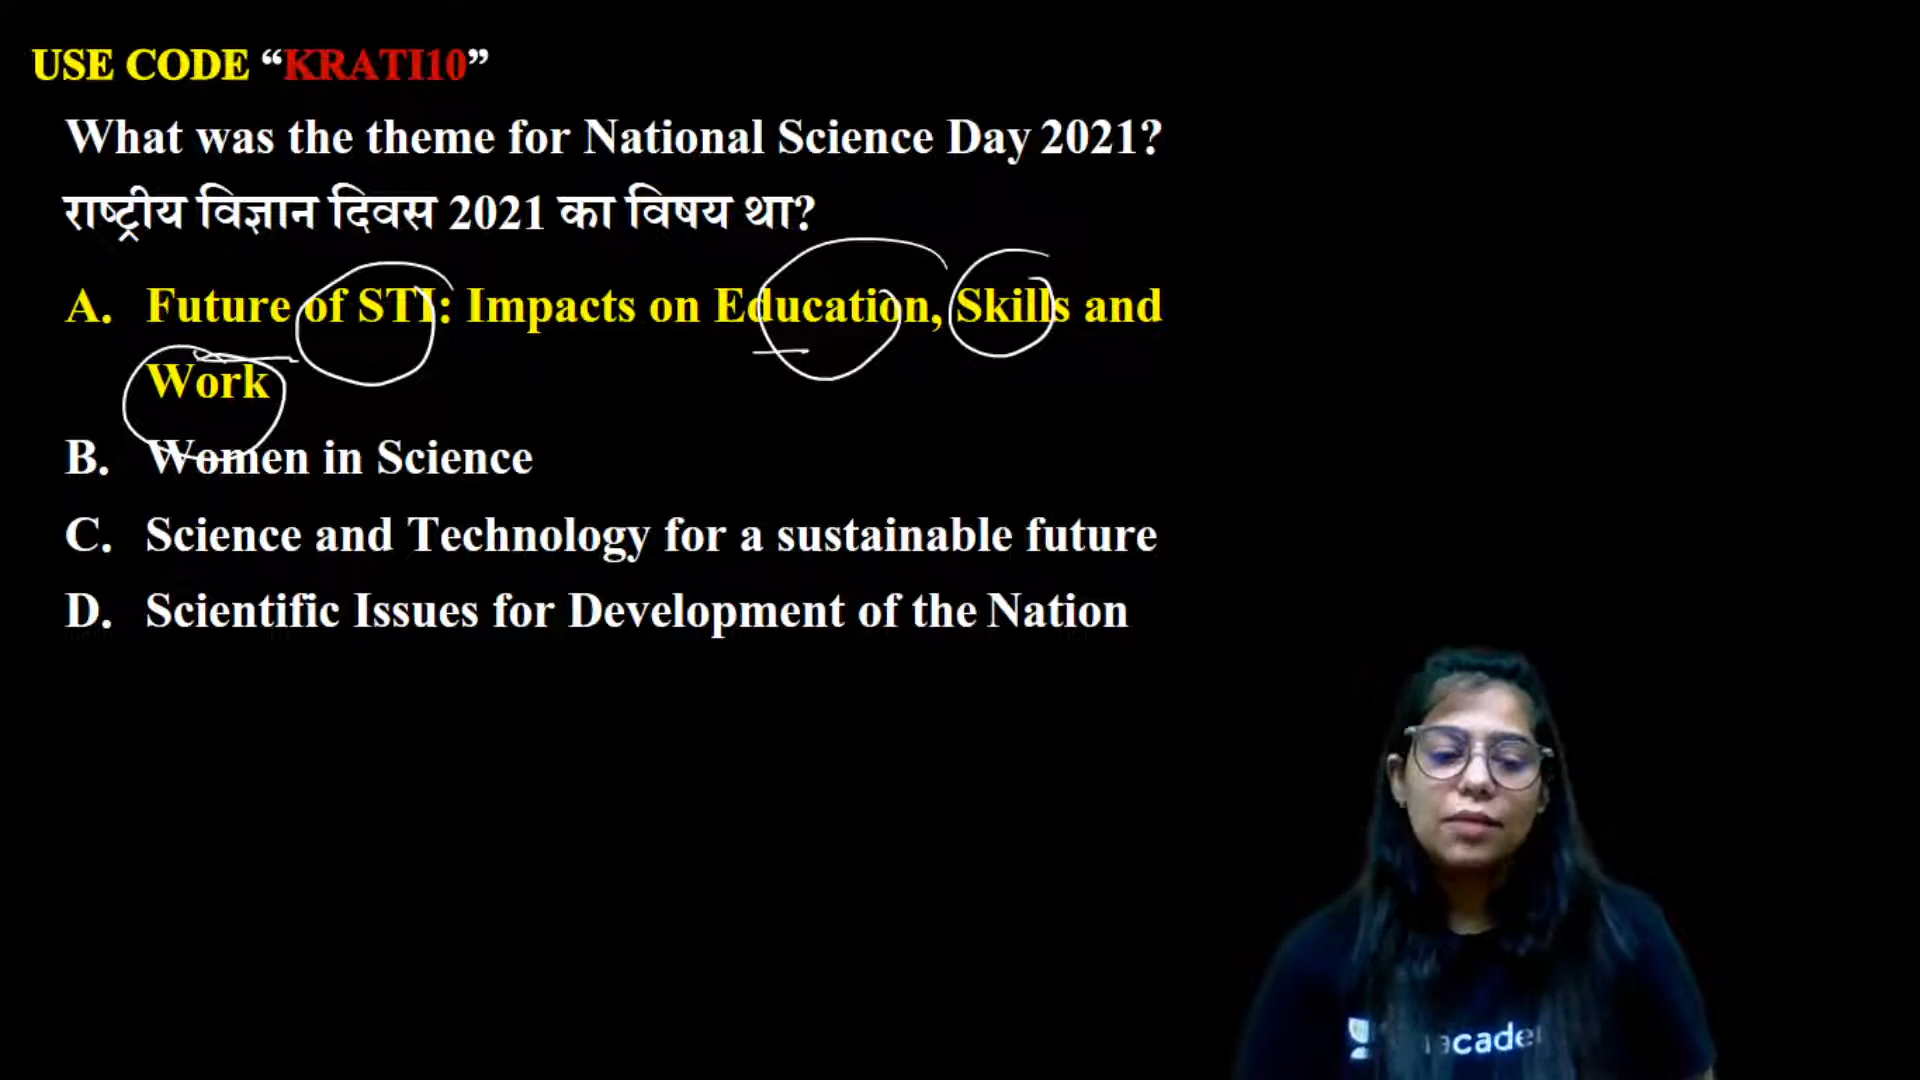 USE CODE “KRATI10”
What was the theme for National Science Day 2021?
राष्ट्रीय विज्ञान दिवस 2021 का विषय था?
A. Future of STI: Impacts on Education, Skills and
Work
B. Women in Science
C. Science and Technology for a sustainable future
D. Scientific Issues for Development of the Nation